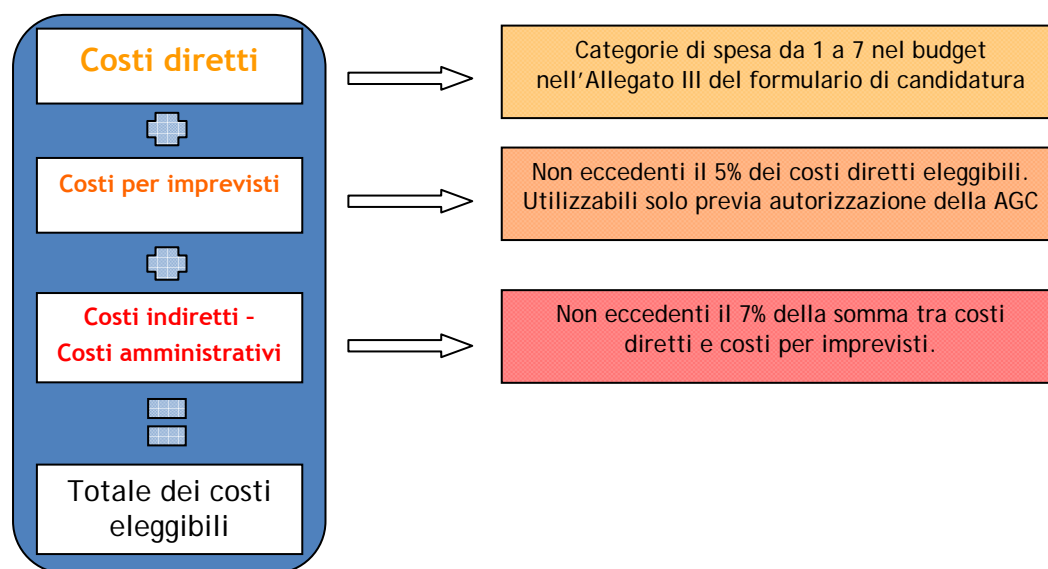 Costi diretti
Categorie di spesa da 1 a 7 nel budget
nell'Allegato III del formulario di candidatura
Costi per imprevisti
Non eccedenti il 5% dei costi diretti eleggibili.
Utilizzabili solo previa autorizzazione della AGC
Costi indiretti –
Costi amministrativi
Non eccedenti il 7% della somma tra costi
diretti e costi per imprevisti.
Totale dei costi
eleggibili